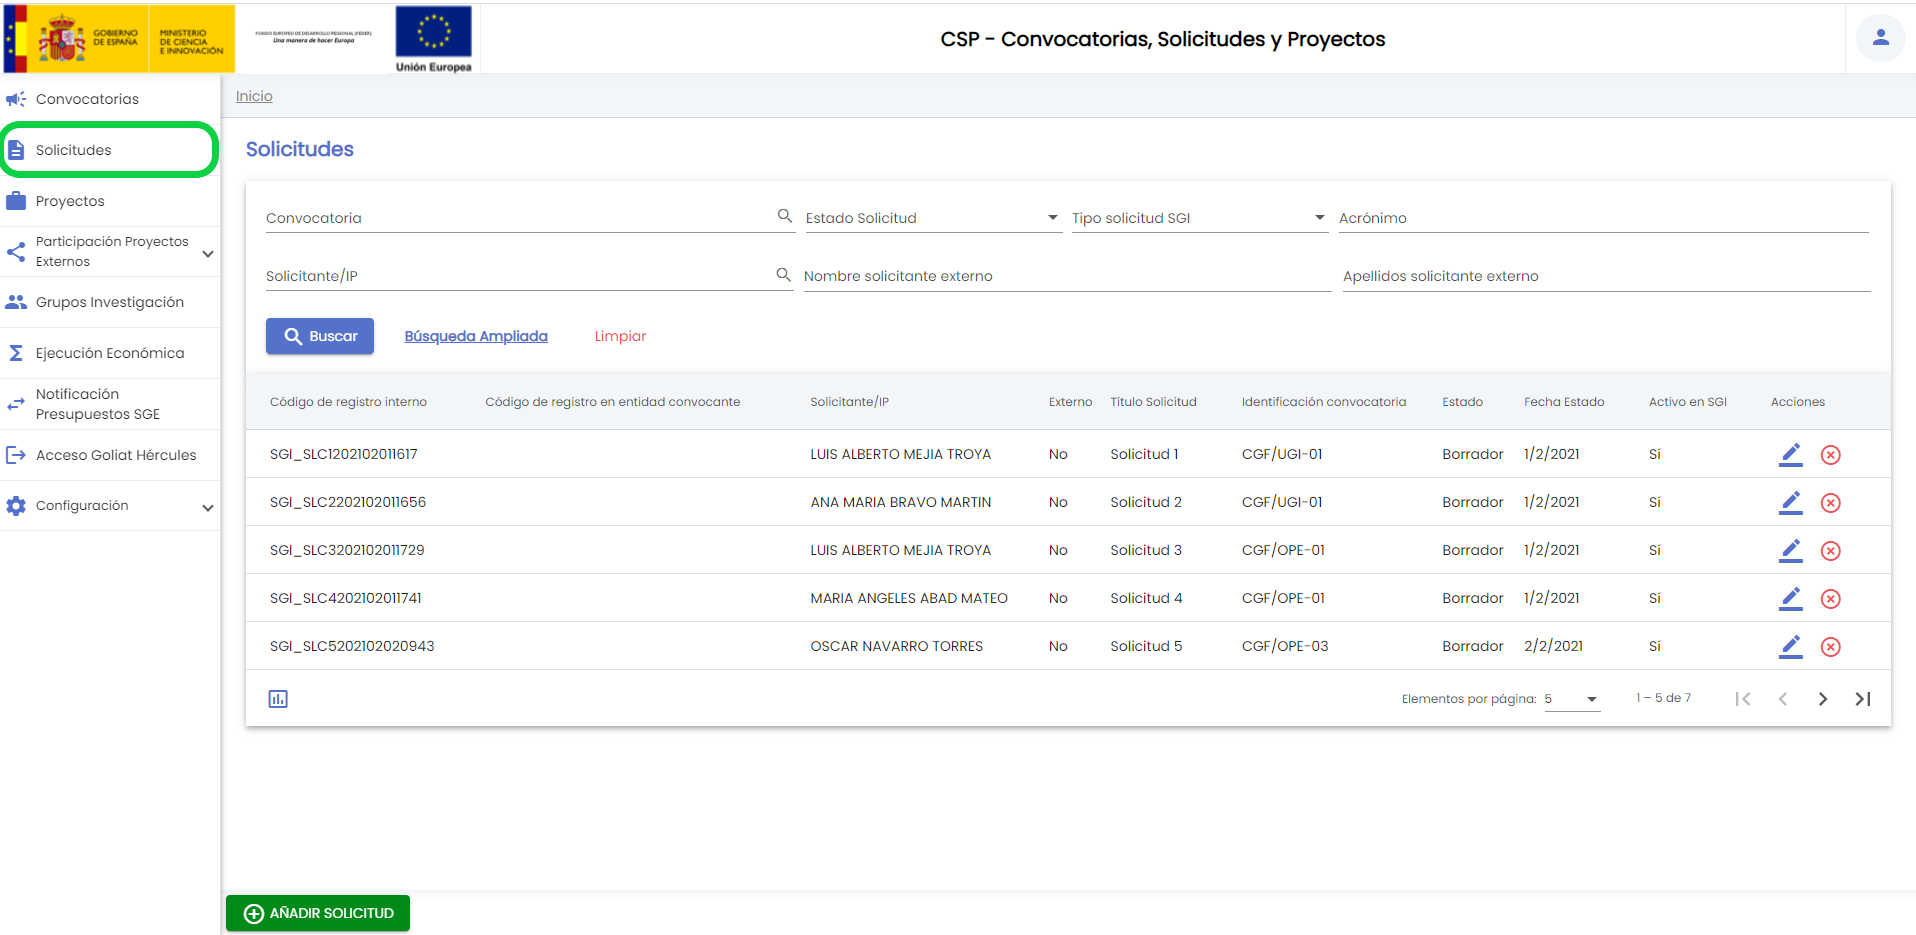 GOBIERNO
DE ESPAÑA
MINISTERIO
DE CIENCIA
E INNOVACIÓN
FONDO EUROPEO DE DESARROLLO REGIONAL (FEDER)
Una manera de hacer Europa
Unión Europea
CSP - Convocatorias, Solicitudes y Proyectos
Convocatorias
Solicitudes
Proyectos
Participación Proyectos
Externos
Grupos Investigación
Ejecución Económica
Notificación
Presupuestos SGE
Acceso Goliat Hércules
Configuración
Inicio
Solicitudes
Convocatoria Estado Solicitud Tipo solicitud SGI Acrónimo
Solicitante/IP Nombre solicitante externo Apellidos solicitante externo
Buscar Búsqueda Ampliada Limpiar
Código de registro interno Código de registro en entidad convocante Solicitante/IP Externo Título Solicitud Identificación convocatoria Estado Fecha Estado Activo en SGI Acciones
SGI_SLC1202102011617 LUIS ALBERTO MEJIA TROYA No Solicitud 1 CGF/UGI-01 Borrador 1/2/2021 Sí
SGI_SLC2202102011656 ANA MARIA BRAVO MARTIN No Solicitud 2 CGF/UGI-01 Borrador 1/2/2021 Sí
SGI_SLC3202102011729 LUIS ALBERTO MEJIA TROYA No Solicitud 3 CGF/OPE-01 Borrador 1/2/2021 Sí
SGI_SLC4202102011741 MARIA ANGELES ABAD MATEO No Solicitud 4 CGF/OPE-01 Borrador 1/2/2021 Sí
SGI_SLC5202102020943 OSCAR NAVARRO TORRES No Solicitud 5 CGF/OPE-03 Borrador 2/2/2021 Sí
Elementos por página: 5 1 – 5 de 7
AÑADIR SOLICITUD